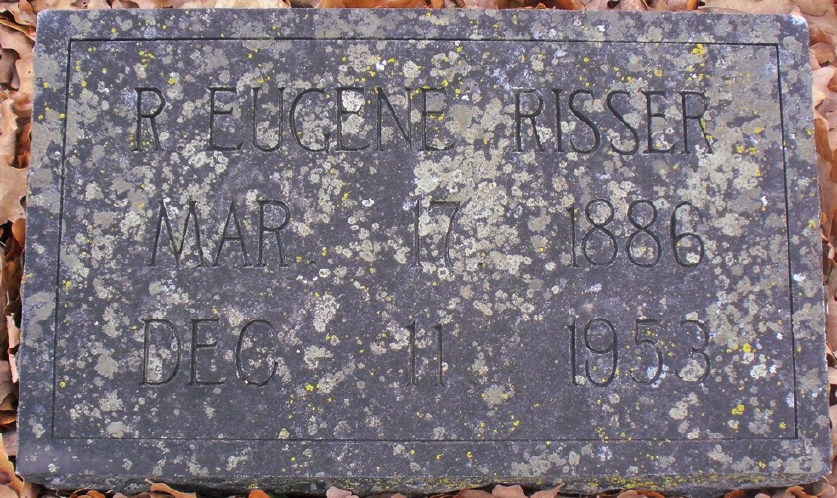 R EUGENE RISSER
MAR. 17 1886
DEC 11 1953